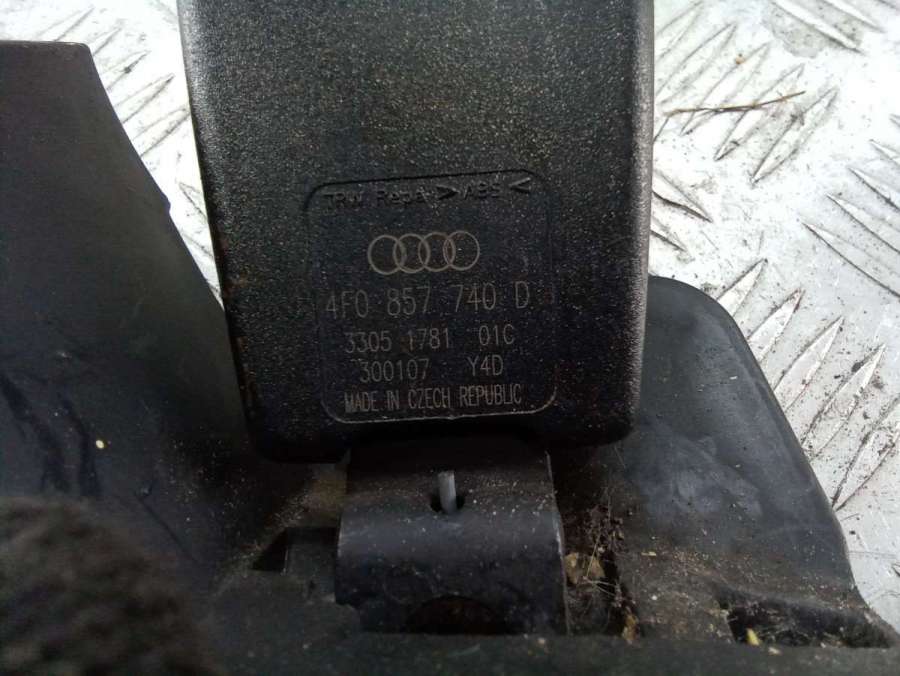 TRW Repa >ABS<
4F0 857 740 D
3305 1781 01C
300107 Y4D
MADE IN CZECH REPUBLIC